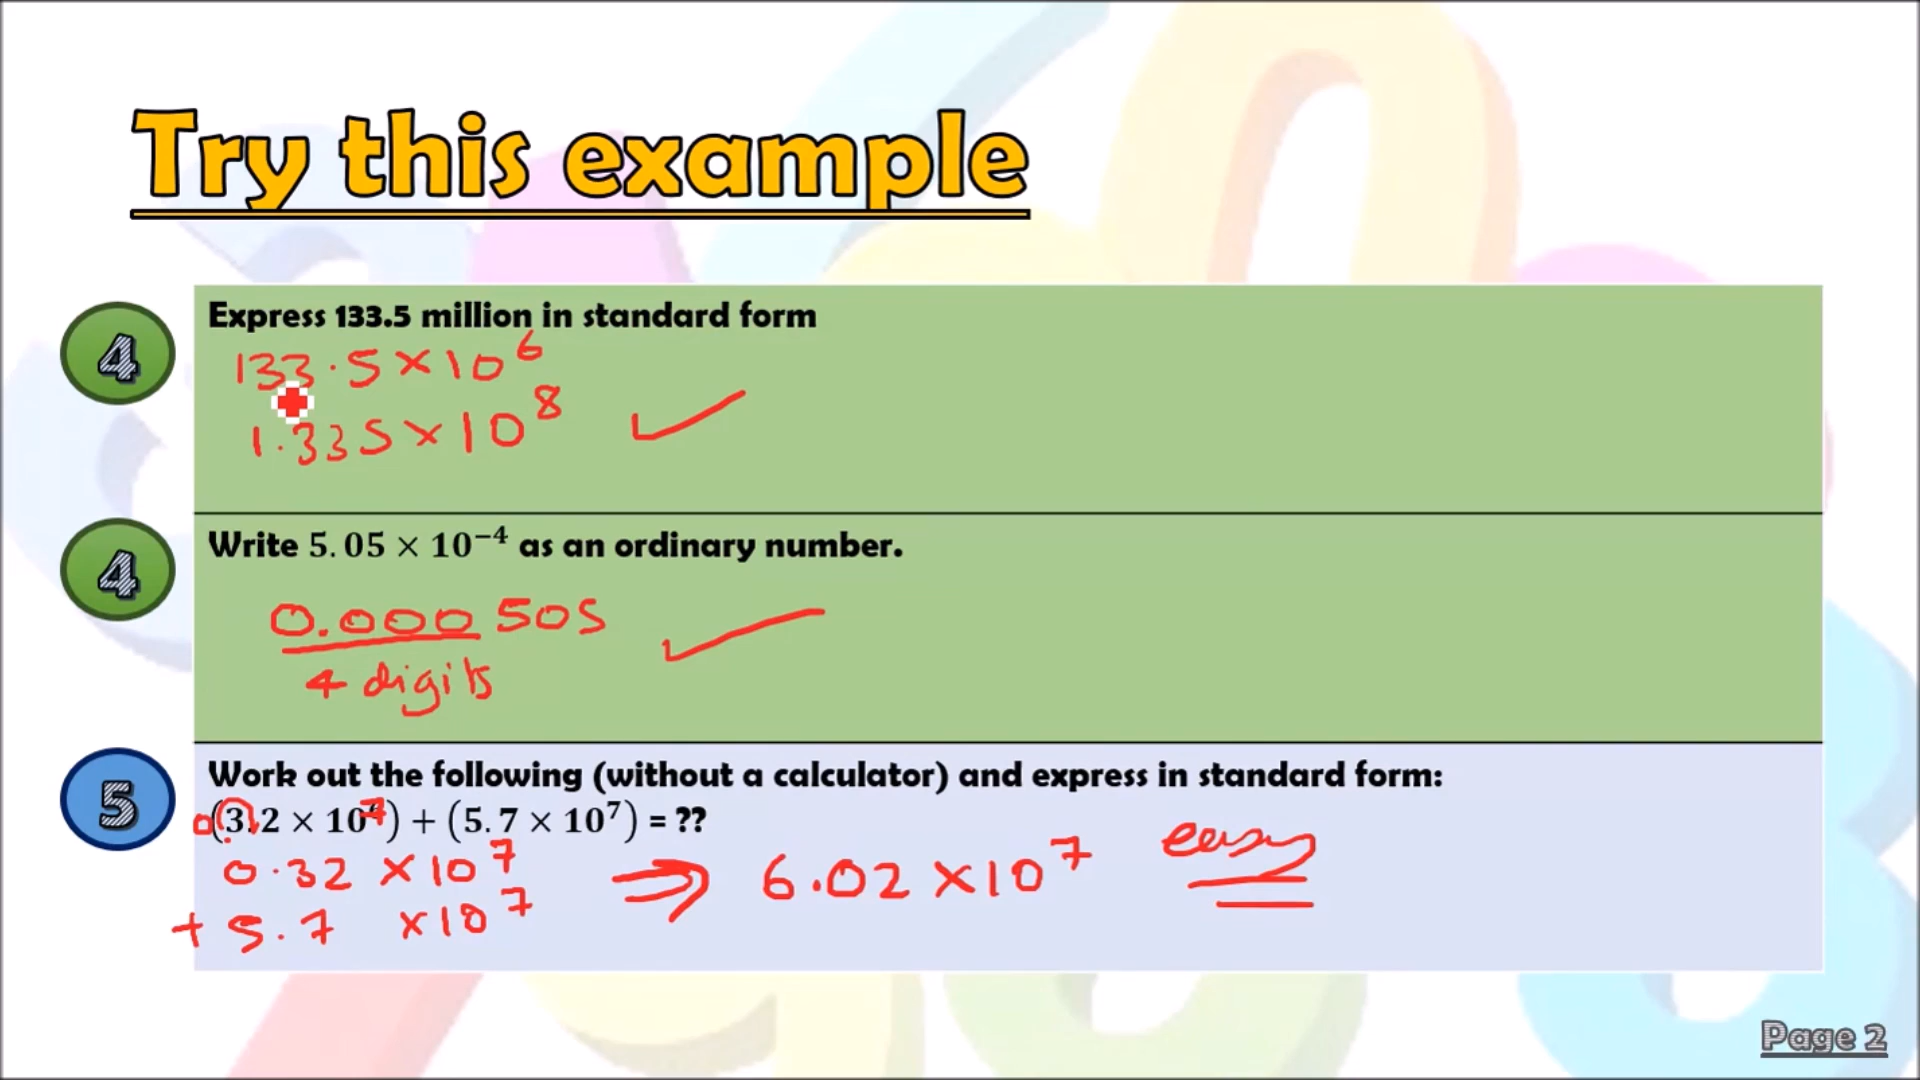 Try this example
4
Express 133.5 million in standard form
133.5 × 10⁶
1.335 × 10⁸
4
Write 5.05 × 10⁻⁴ as an ordinary number.
0.000505
4 digits
5
Work out the following (without a calculator) and express in standard form:
0(3.2 × 10⁷) + (5.7 × 10⁷) = ??
0.32 × 10⁷ ⇒ 6.02 × 10⁷ easy
+ 5.7 × 10⁷
Page 2